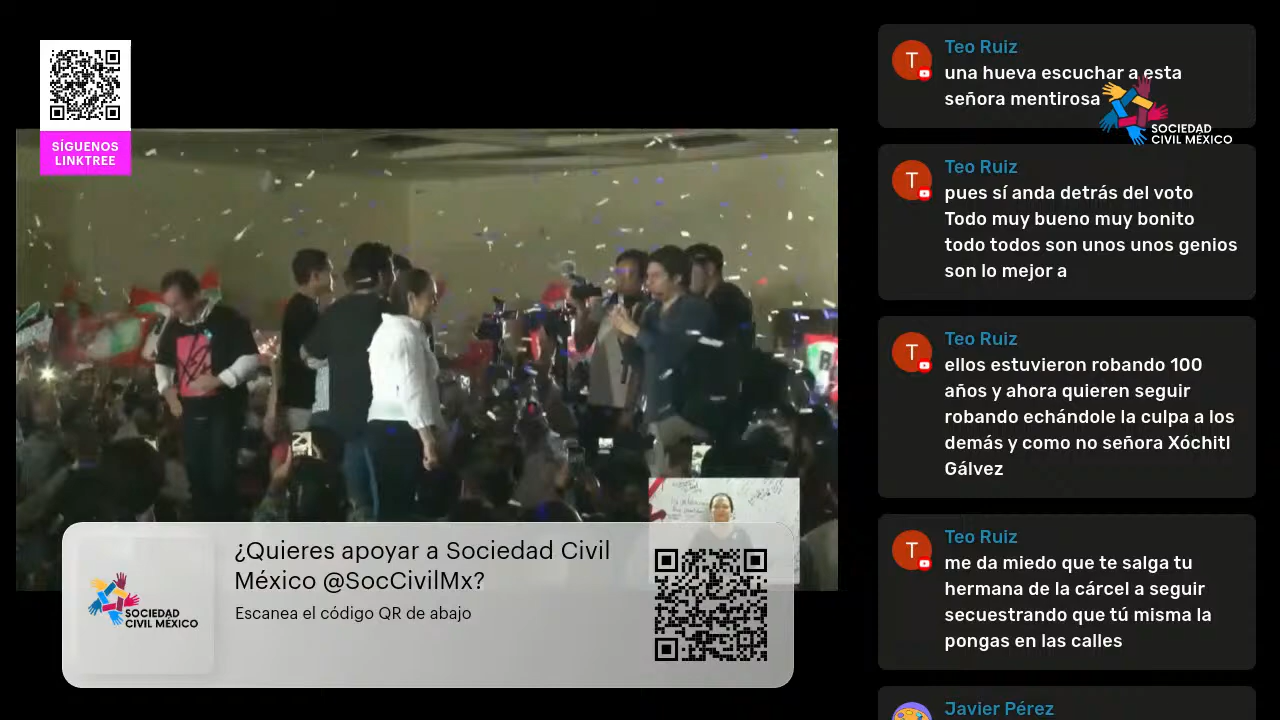 SÍGUENOS
LINKTREE
¿Quieres apoyar a Sociedad Civil
México @SocCivilMx?
Escanea el código QR de abajo
SOCIEDAD
CIVIL MÉXICO
T
Teo Ruiz
una hueva escuchar a esta
señora mentirosa
SOCIEDAD
CIVIL MÉXICO
T
Teo Ruiz
pues sí anda detrás del voto
Todo muy bueno muy bonito
todo todos son unos unos genios
son lo mejor a
T
Teo Ruiz
ellos estuvieron robando 100
años y ahora quieren seguir
robando echándole la culpa a los
demás y como no señora Xóchitl
Gálvez
T
Teo Ruiz
me da miedo que te salga tu
hermana de la cárcel a seguir
secuestrando que tú misma la
pongas en las calles
Javier Pérez